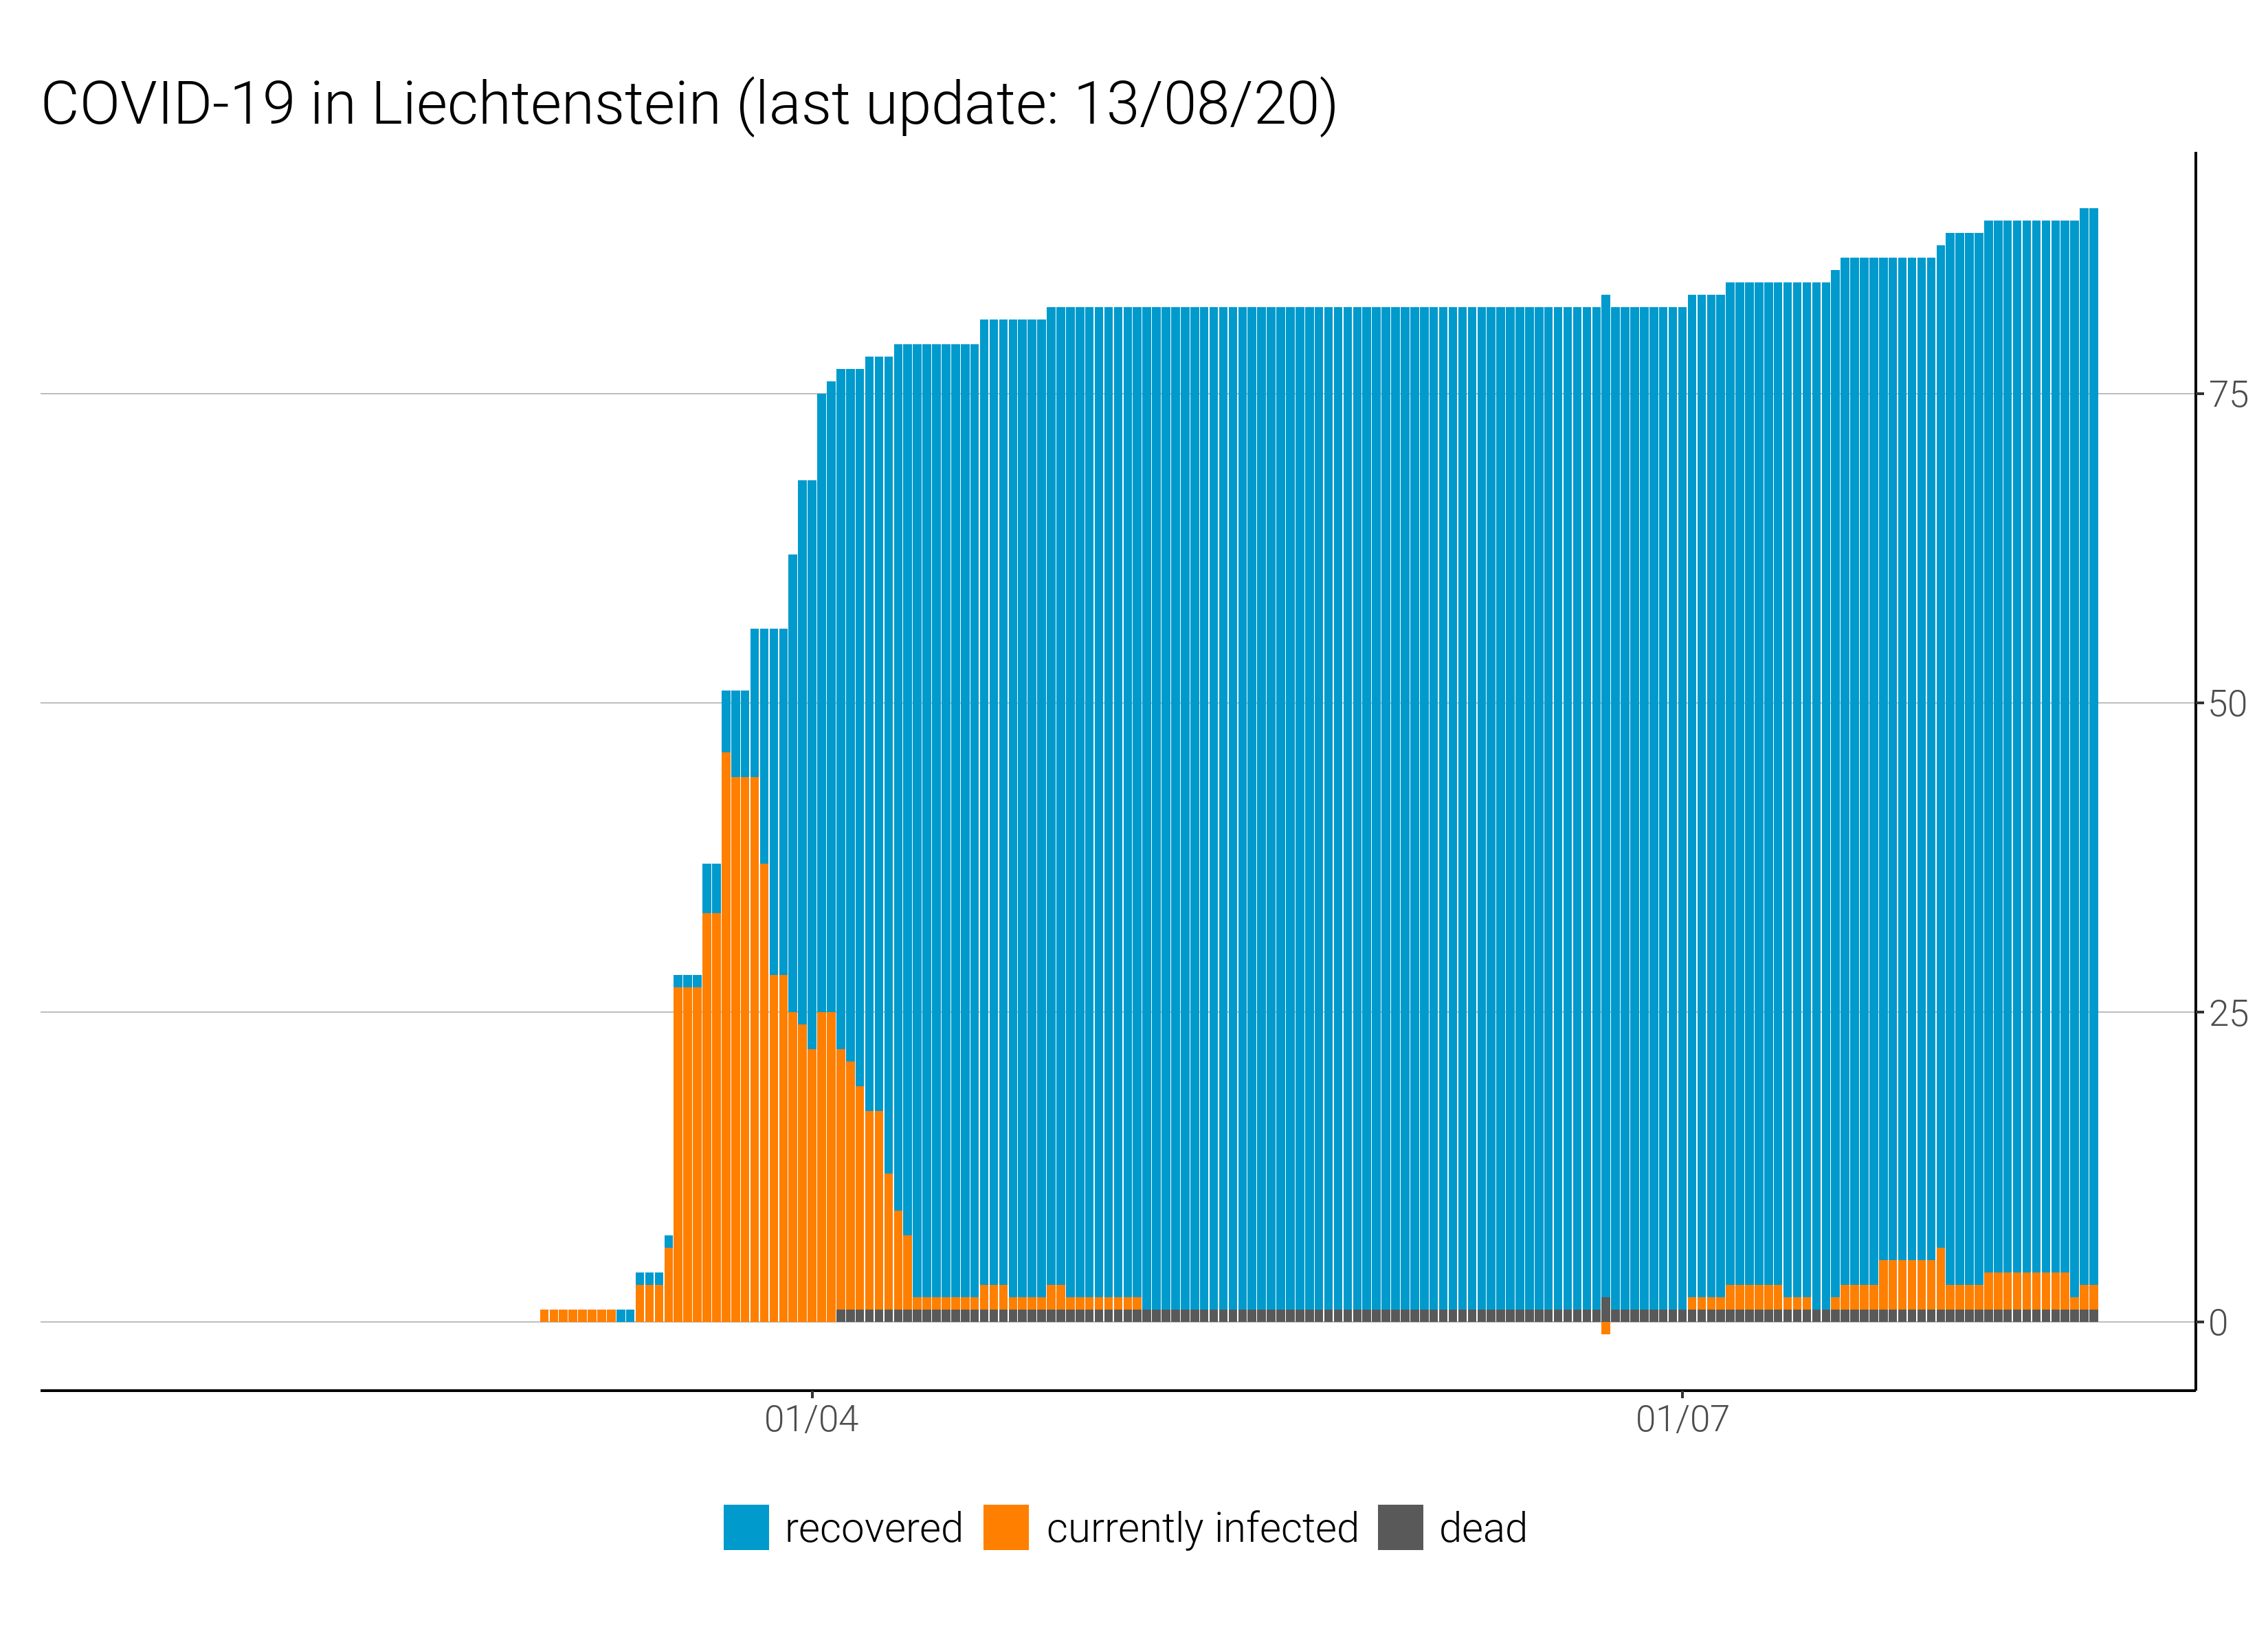 COVID-19 in Liechtenstein (last update: 13/08/20)
75
50
25
0
01/04 01/07
recovered currently infected dead